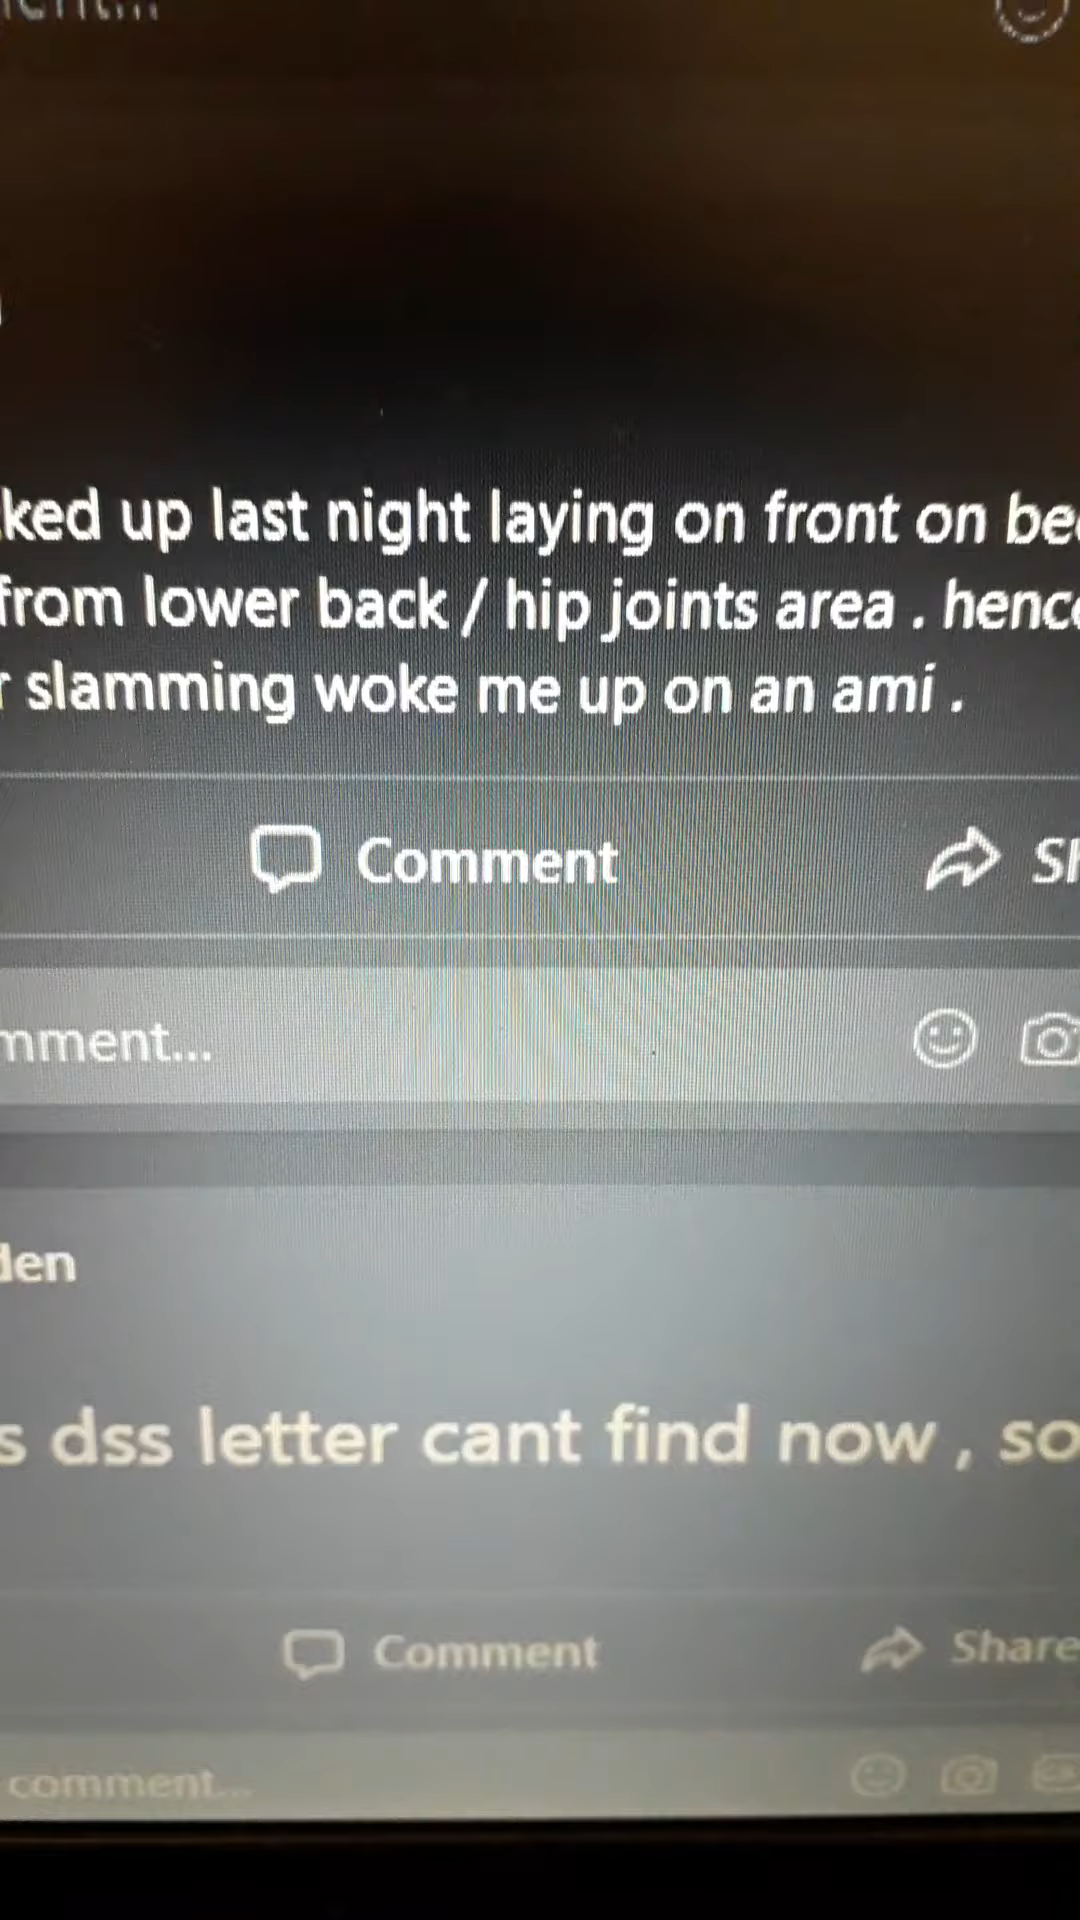 ked up last night laying on front on be
from lower back / hip joints area . henc
r slamming woke me up on an ami .
Comment
mment...
den
s dss letter cant find now , so
Comment Share
comment...